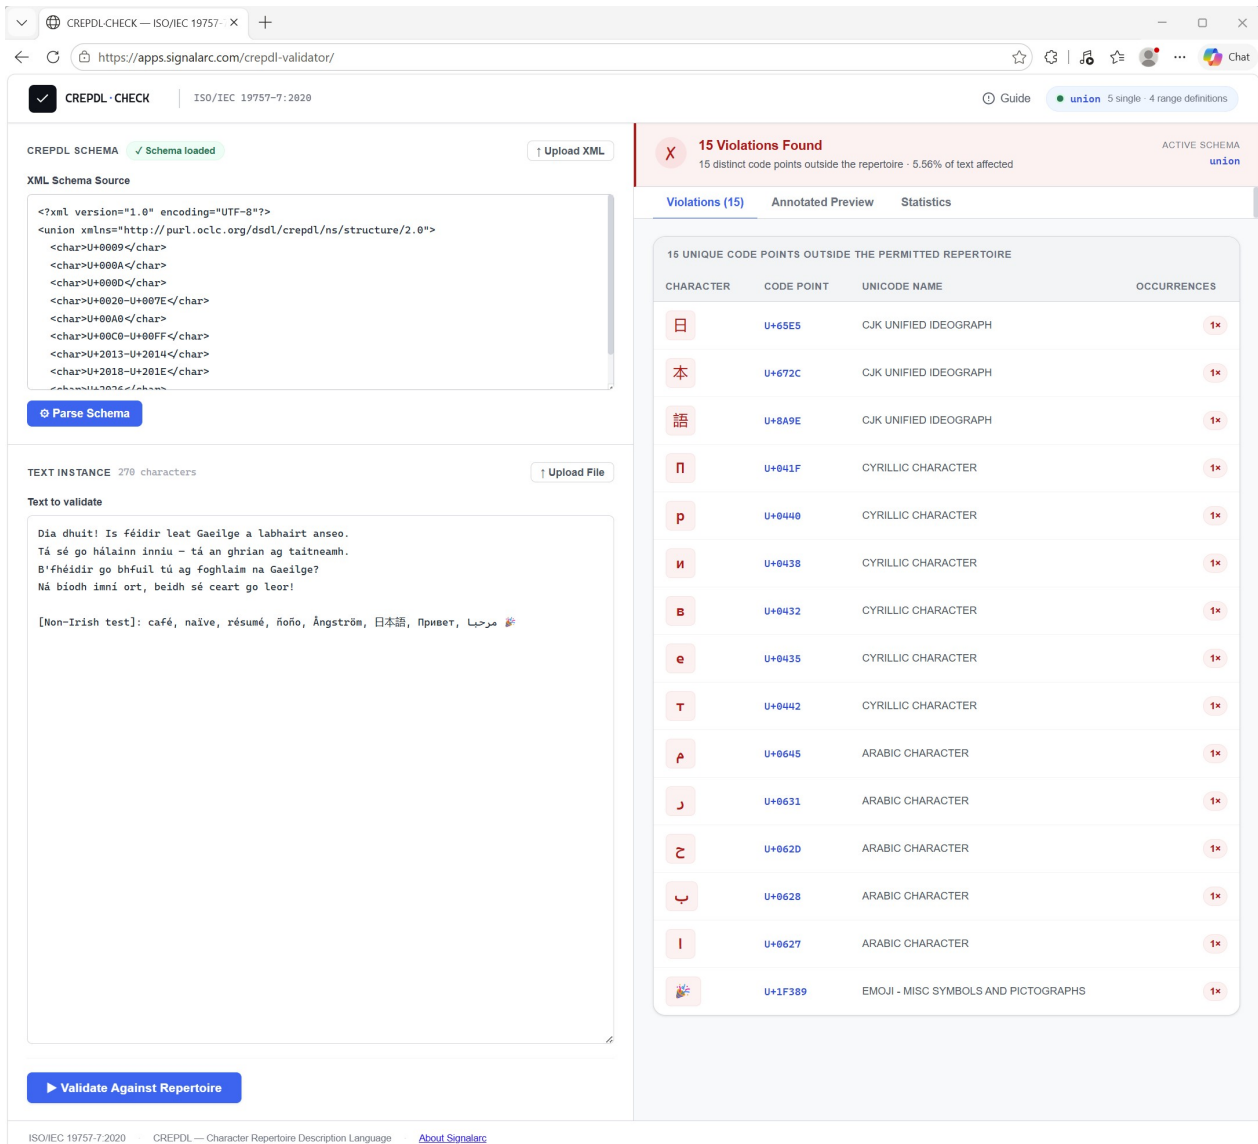 CREPDL-CHECK — ISO/IEC 19757-
https://apps.signalarc.com/crepdl-validator/
Chat
CREPDL·CHECK
ISO/IEC 19757-7:2020
Guide
union 5 single · 4 range definitions
CREPDL SCHEMA ✓ Schema loaded
↑ Upload XML
XML Schema Source
<?xml version="1.0" encoding="UTF-8"?>
<union xmlns="http://purl.oclc.org/dsdl/crepdl/ns/structure/2.0">
<char>U+0009</char>
<char>U+000A</char>
<char>U+000D</char>
<char>U+0020-U+007E</char>
<char>U+00A0</char>
<char>U+00C0-U+00FF</char>
<char>U+2013-U+2014</char>
<char>U+2018-U+201E</char>
<char>U+2026</char>
⚙ Parse Schema
TEXT INSTANCE 270 characters
↑ Upload File
Text to validate
Dia dhuit! Is féidir leat Gaeilge a labhairt anseo.
Tá sé go hálainn inniu — tá an ghrian ag taitneamh.
B'fhéidir go bhfuil tú ag foghlaim na Gaeilge?
Ná bíodh imní ort, beidh sé ceart go leor!
[Non-Irish test]: café, naïve, résumé, ñoño, Ångström, 日本語, Привет, مرحبا 🎉
▶ Validate Against Repertoire
✗ 15 Violations Found
15 distinct code points outside the repertoire · 5.56% of text affected
ACTIVE SCHEMA
union
Violations (15) Annotated Preview Statistics
15 UNIQUE CODE POINTS OUTSIDE THE PERMITTED REPERTOIRE
CHARACTER CODE POINT UNICODE NAME OCCURRENCES
日 U+65E5 CJK UNIFIED IDEOGRAPH 1×
本 U+672C CJK UNIFIED IDEOGRAPH 1×
語 U+8A9E CJK UNIFIED IDEOGRAPH 1×
П U+041F CYRILLIC CHARACTER 1×
р U+0440 CYRILLIC CHARACTER 1×
и U+0438 CYRILLIC CHARACTER 1×
в U+0432 CYRILLIC CHARACTER 1×
е U+0435 CYRILLIC CHARACTER 1×
т U+0442 CYRILLIC CHARACTER 1×
م U+0645 ARABIC CHARACTER 1×
ر U+0631 ARABIC CHARACTER 1×
ح U+062D ARABIC CHARACTER 1×
ب U+0628 ARABIC CHARACTER 1×
ا U+0627 ARABIC CHARACTER 1×
🎉 U+1F389 EMOJI - MISC SYMBOLS AND PICTOGRAPHS 1×
ISO/IEC 19757-7:2020 · CREPDL — Character Repertoire Description Language · About Signalarc